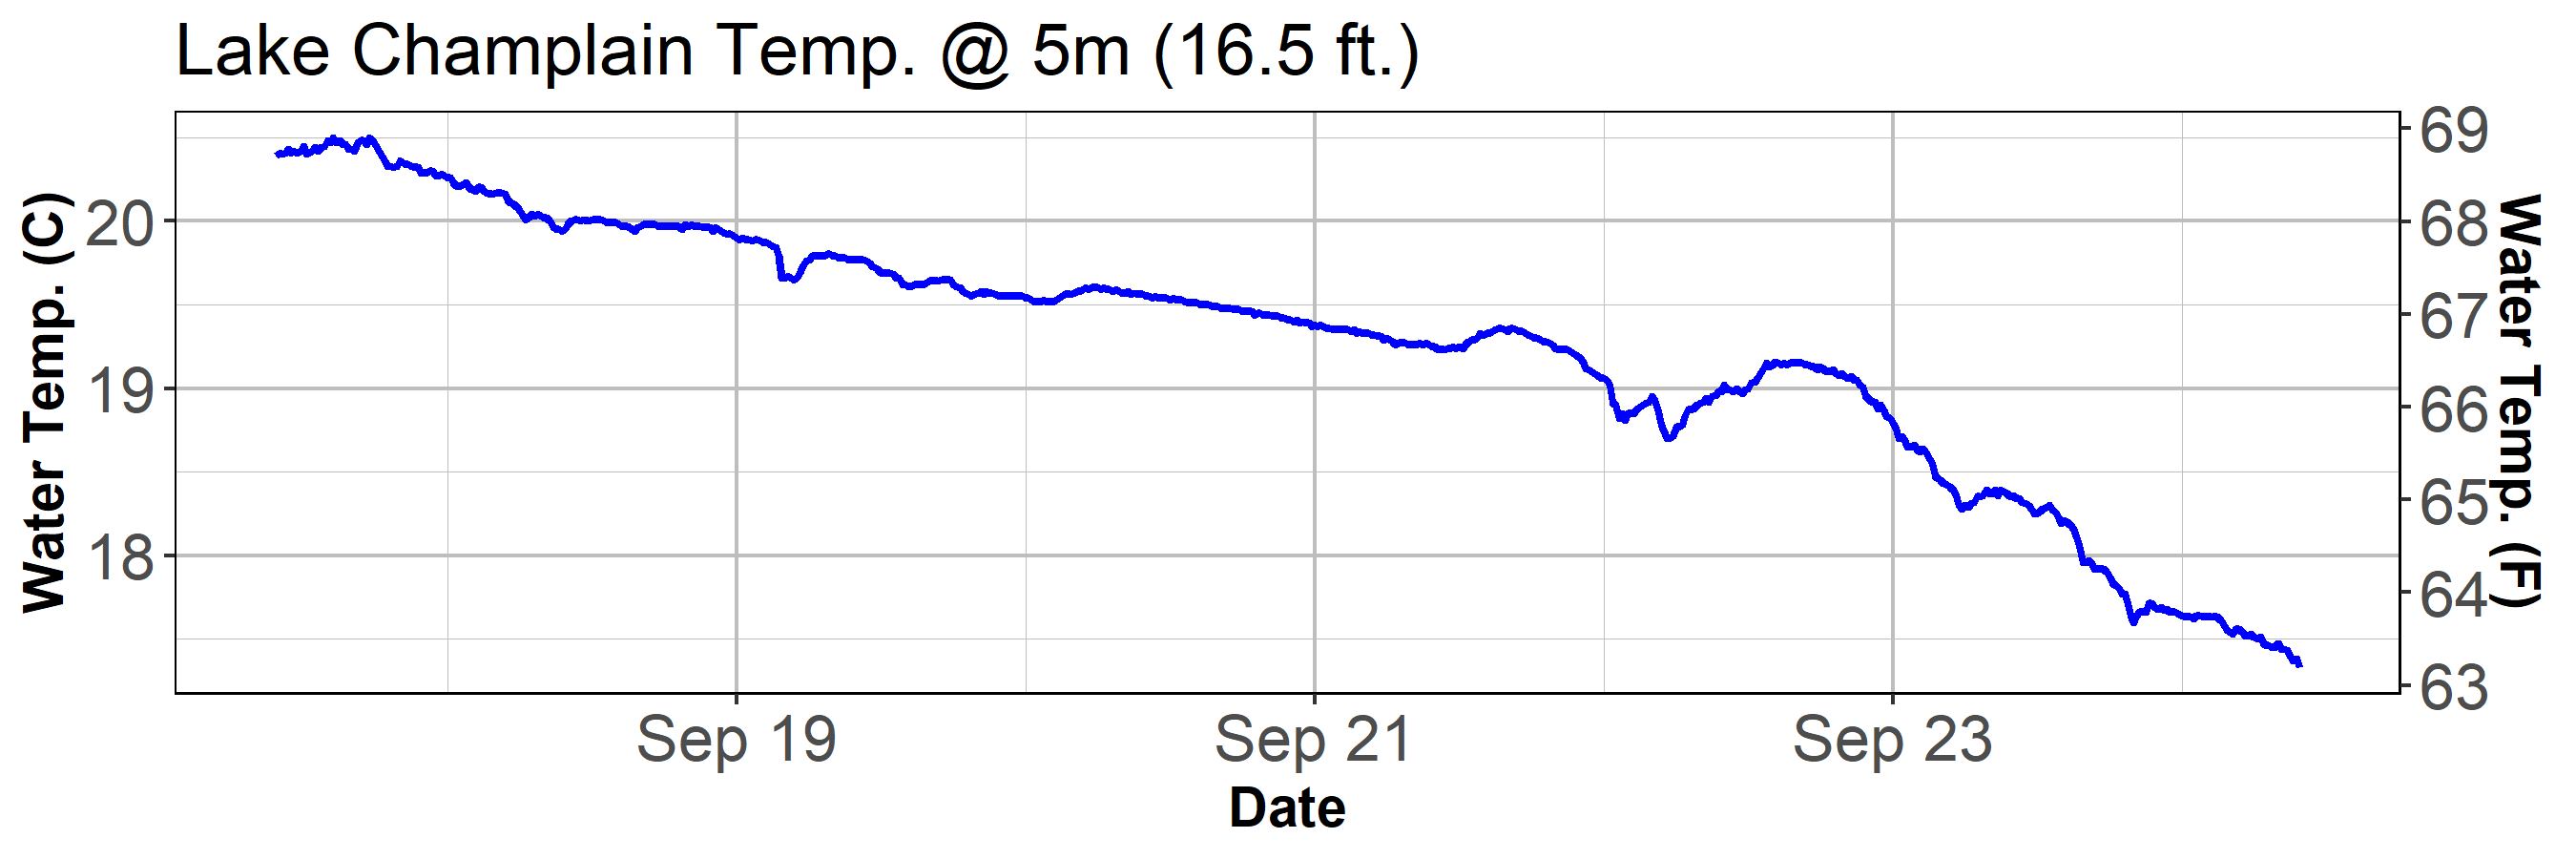 Lake Champlain Temp. @ 5m (16.5 ft.)
Water Temp. (C)
20
19
18
69
68
67
66
65
64
63
Water Temp. (F)
Sep 19
Sep 21
Sep 23
Date